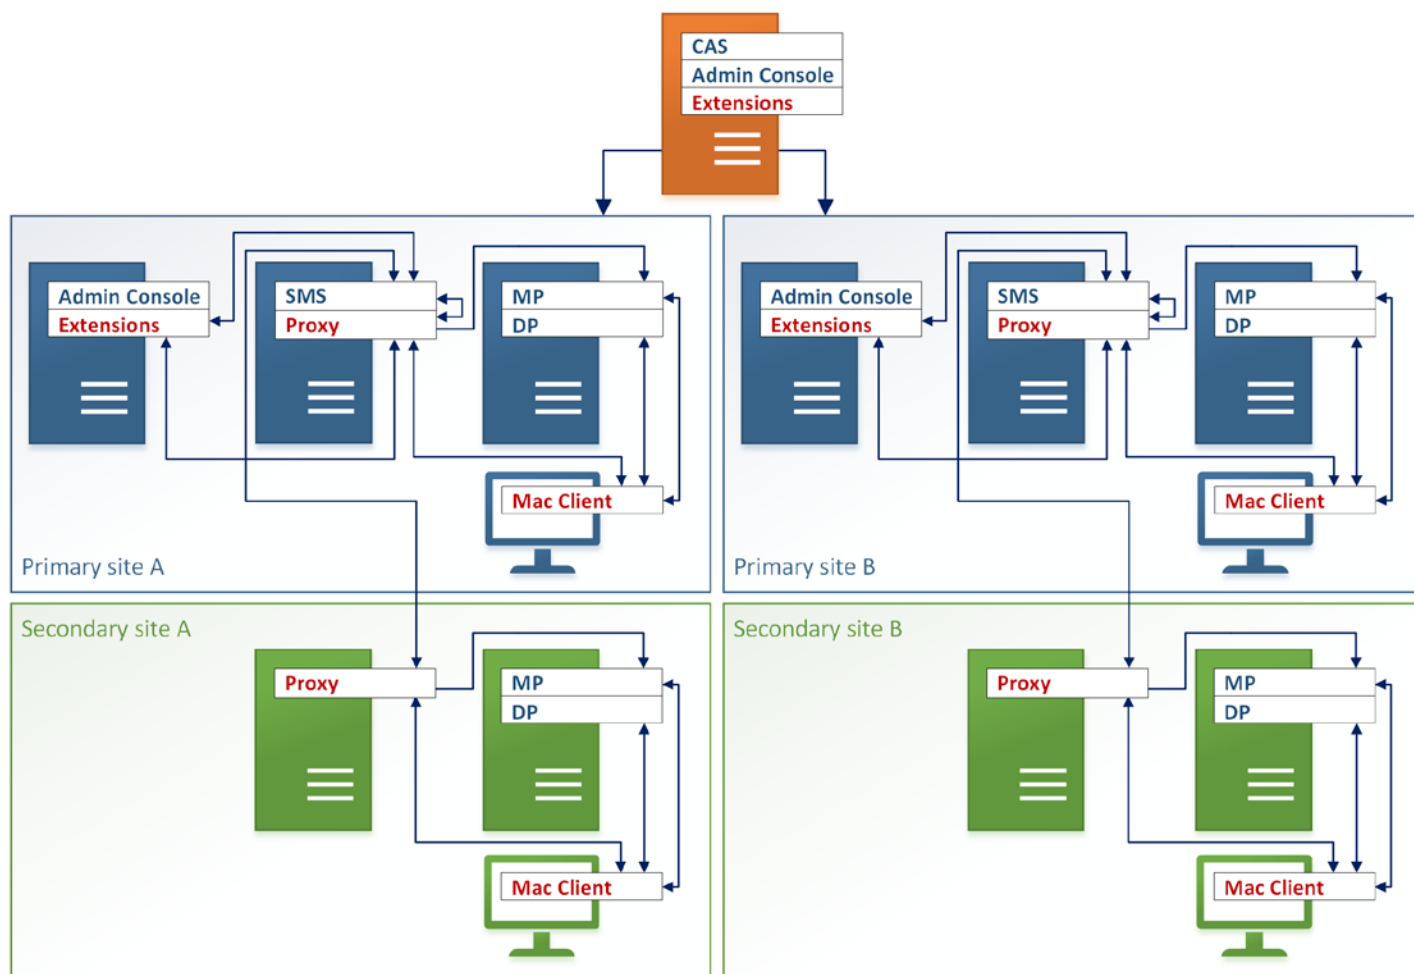 CAS
Admin Console
Extensions
Admin Console
Extensions
SMS
Proxy
MP
DP
Mac Client
Primary site A
Admin Console
Extensions
SMS
Proxy
MP
DP
Mac Client
Primary site B
Secondary site A
Proxy
MP
DP
Mac Client
Secondary site B
Proxy
MP
DP
Mac Client